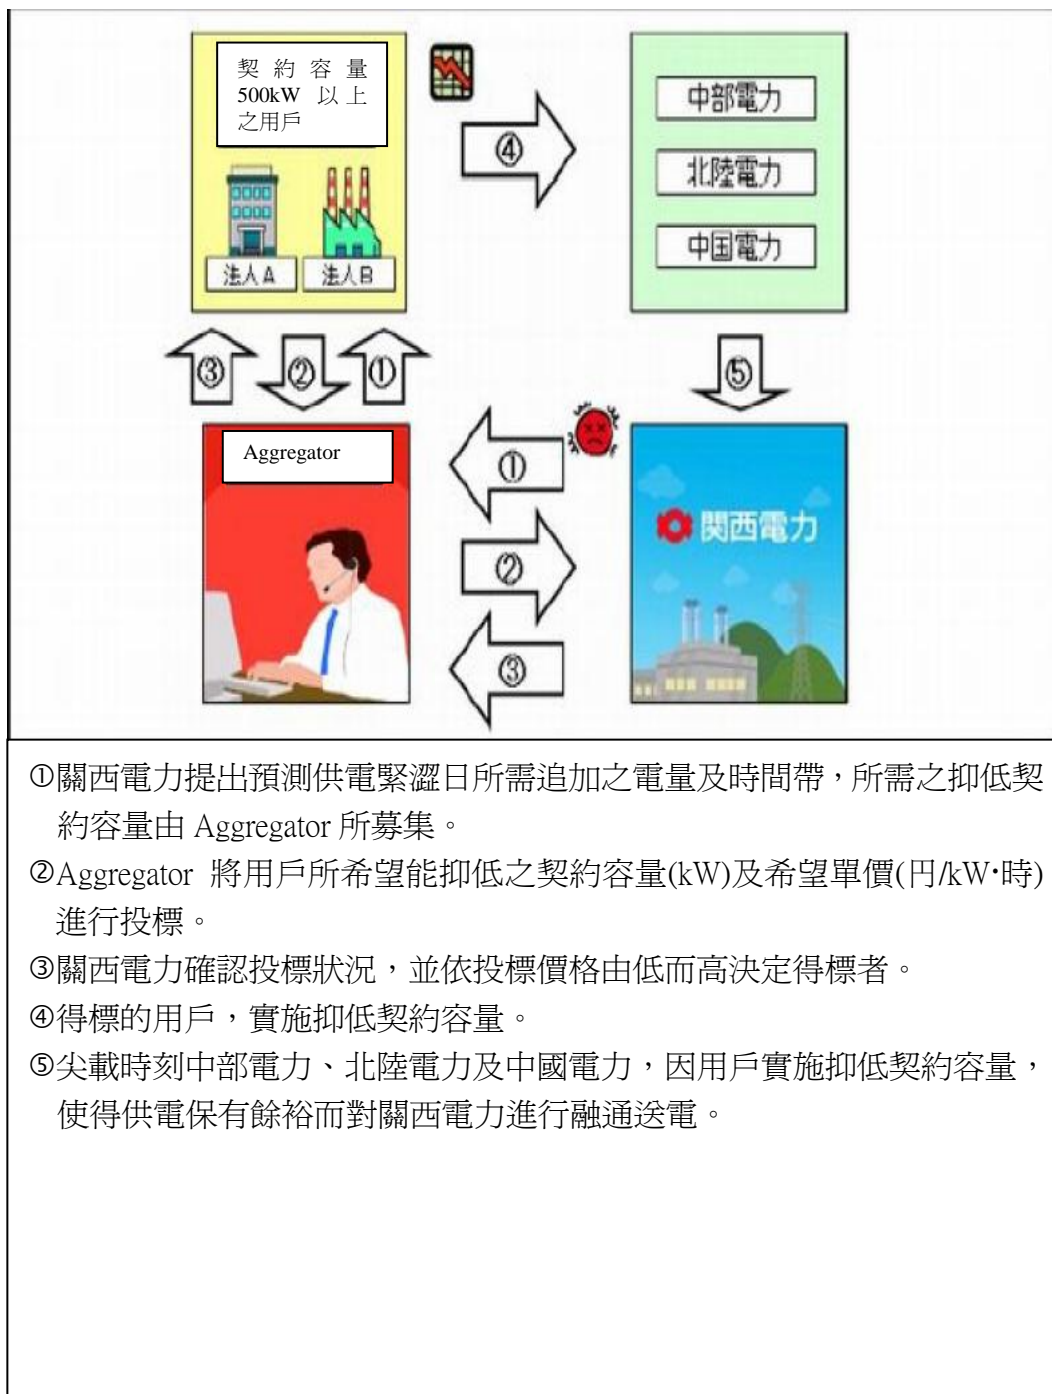 契約容量
500kW 以上
之用戶
法人A
法人B
④
中部電力
北陸電力
中国電力
③
②
①
⑤
Aggregator
①
②
③
関西電力
①關西電力提出預測供電緊澀日所需追加之電量及時間帶，所需之抑低契
約容量由 Aggregator 所募集。
②Aggregator 將用戶所希望能抑低之契約容量(kW)及希望單價(円/kW·時)
進行投標。
③關西電力確認投標狀況，並依投標價格由低而高決定得標者。
④得標的用戶，實施抑低契約容量。
⑤尖載時刻中部電力、北陸電力及中國電力，因用戶實施抑低契約容量，
使得供電保有餘裕而對關西電力進行融通送電。